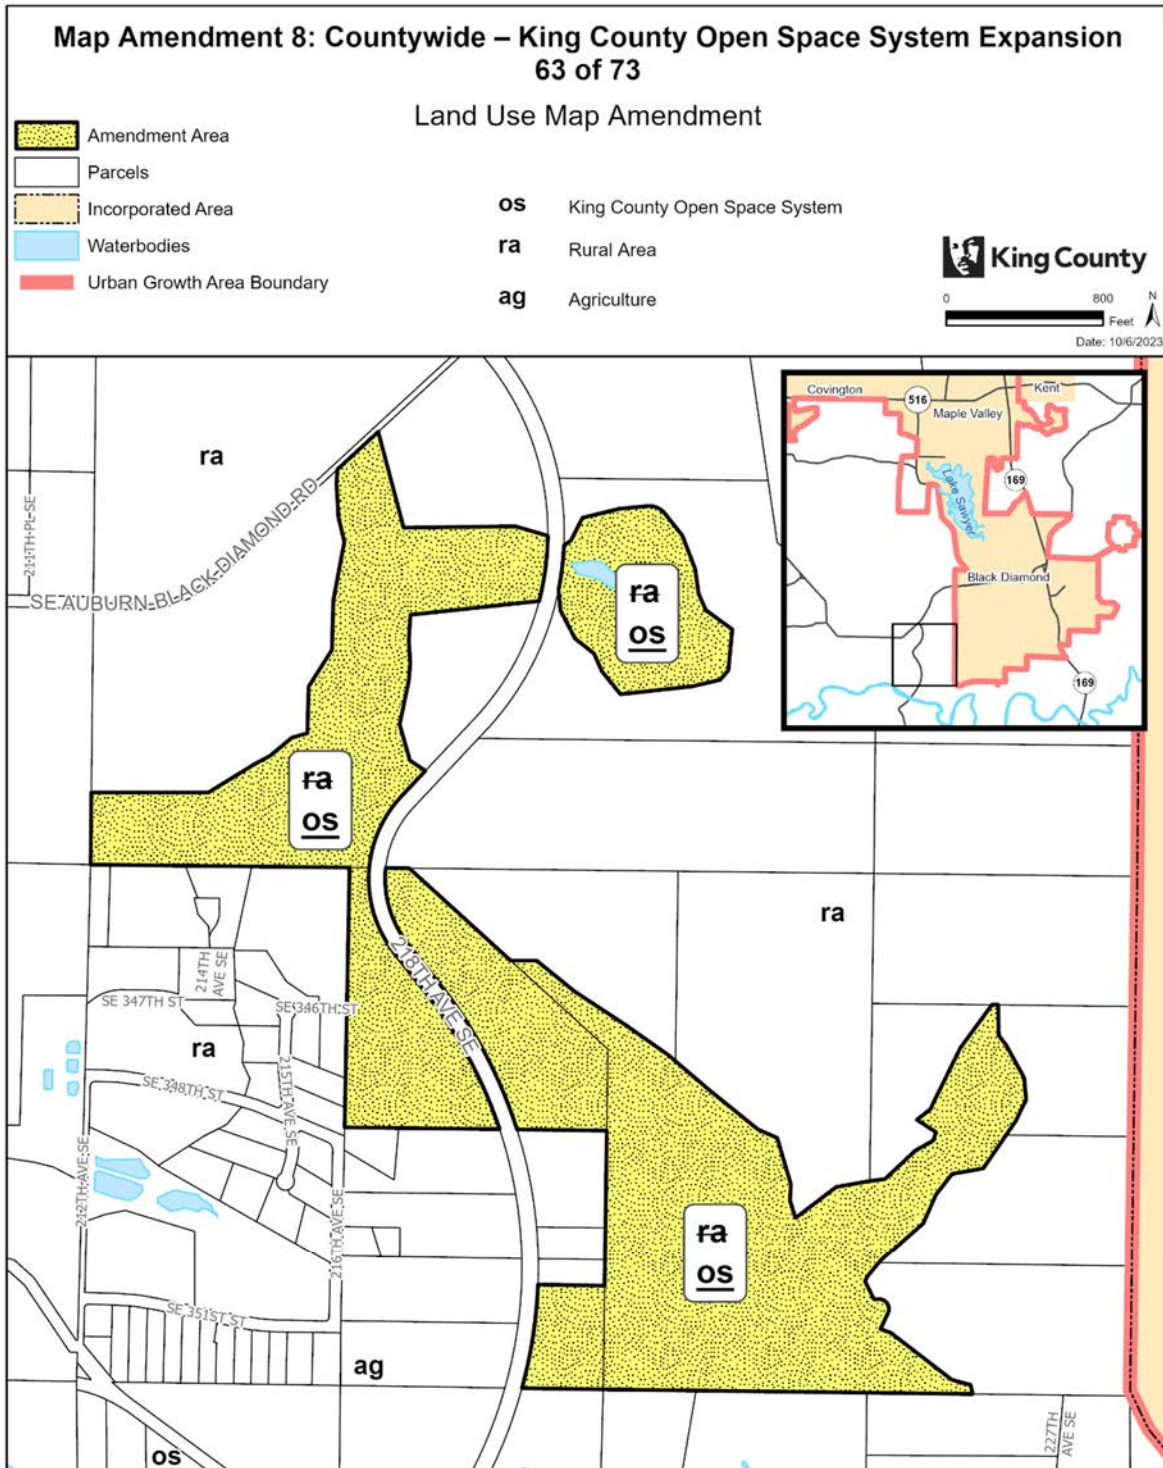 Map Amendment 8: Countywide – King County Open Space System Expansion
63 of 73
Land Use Map Amendment
Amendment Area
Parcels
Incorporated Area
Waterbodies
Urban Growth Area Boundary
os King County Open Space System
ra Rural Area
ag Agriculture
King County
0 800
Feet
N
Date: 10/6/2023
Covington
516
Kent
Maple Valley
169
Lake Sawyer
Black Diamond
169
ra
211TH PL SE
SE AUBURN-BLACK DIAMOND RD
ra
os
ra
os
ra
218TH AVE SE
214TH
AVE SE
SE 347TH ST
SE 346TH ST
ra
SE 348TH ST
215TH AVE SE
212TH AVE SE
216TH AVE SE
ra
os
SE 351ST ST
ag
227TH
AVE SE
os